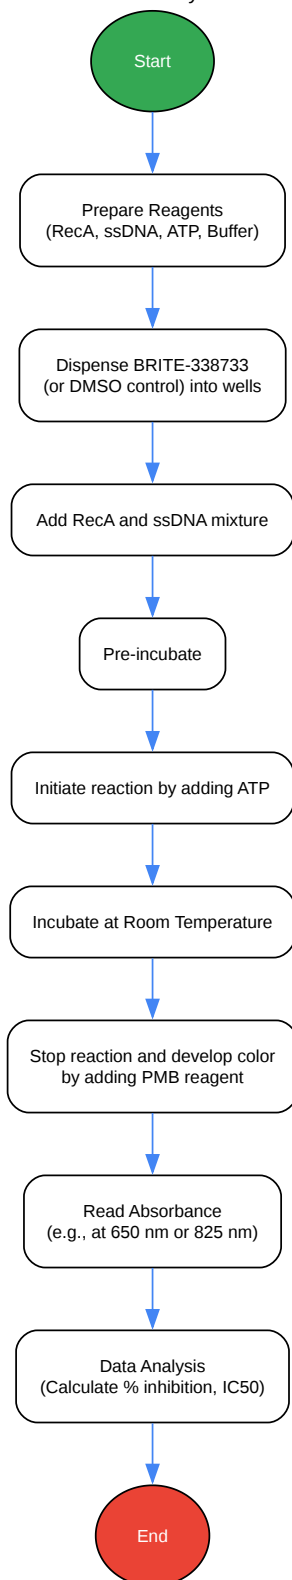 Start
Prepare Reagents
(RecA, ssDNA, ATP, Buffer)
Dispense BRITE-338733
(or DMSO control) into wells
Add RecA and ssDNA mixture
Pre-incubate
Initiate reaction by adding ATP
Incubate at Room Temperature
Stop reaction and develop color
by adding PMB reagent
Read Absorbance
(e.g., at 650 nm or 825 nm)
Data Analysis
(Calculate % inhibition, IC50)
End